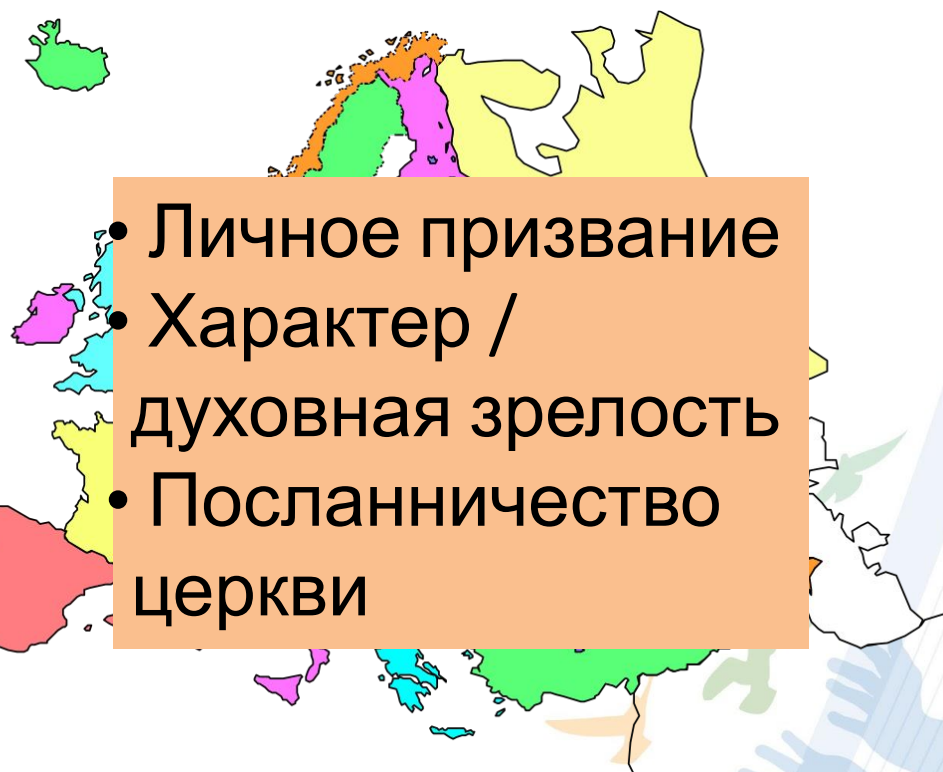 • Личное призвание
• Характер /
духовная зрелость
• Посланничество
церкви